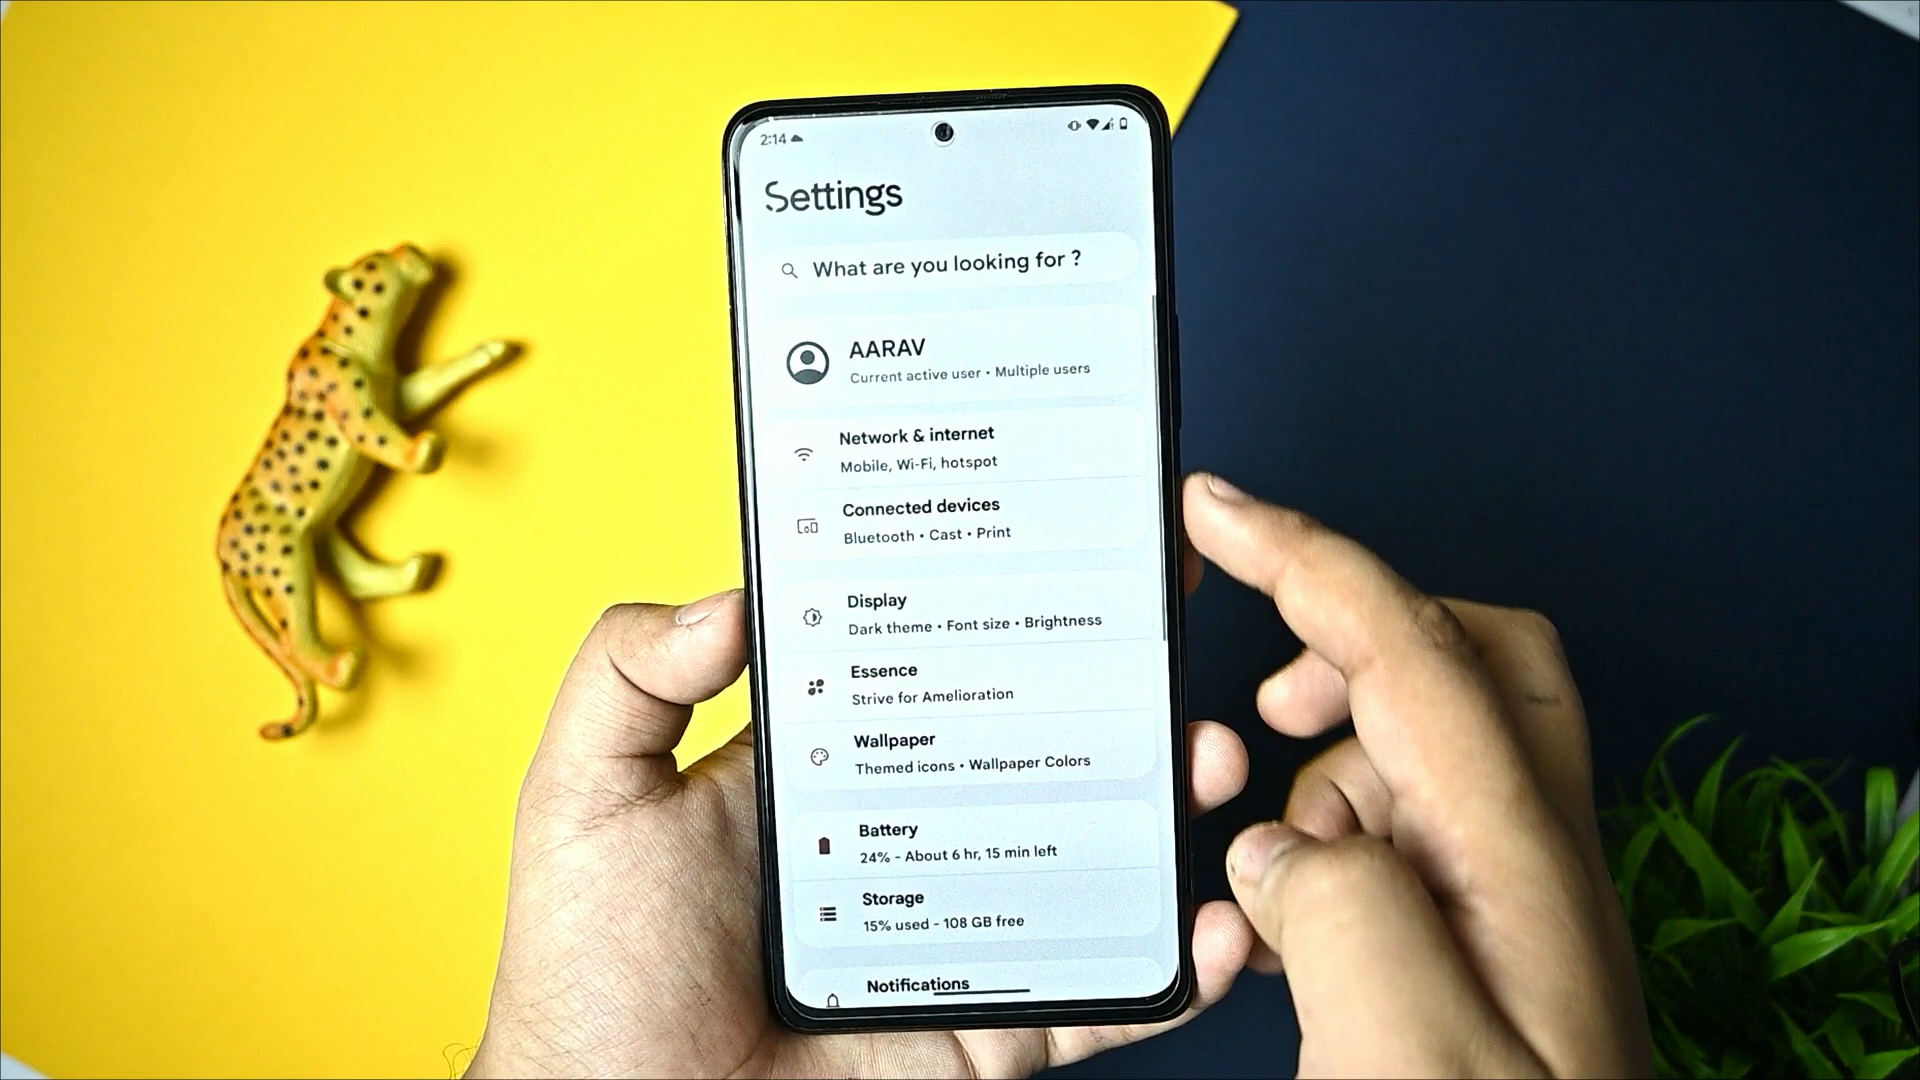 2:14
Settings
What are you looking for ?
AARAV
Current active user • Multiple users
Network & internet
Mobile, Wi-Fi, hotspot
Connected devices
Bluetooth • Cast • Print
Display
Dark theme • Font size • Brightness
Essence
Strive for Amelioration
Wallpaper
Themed icons • Wallpaper Colors
Battery
24% - About 6 hr, 15 min left
Storage
15% used - 108 GB free
Notifications